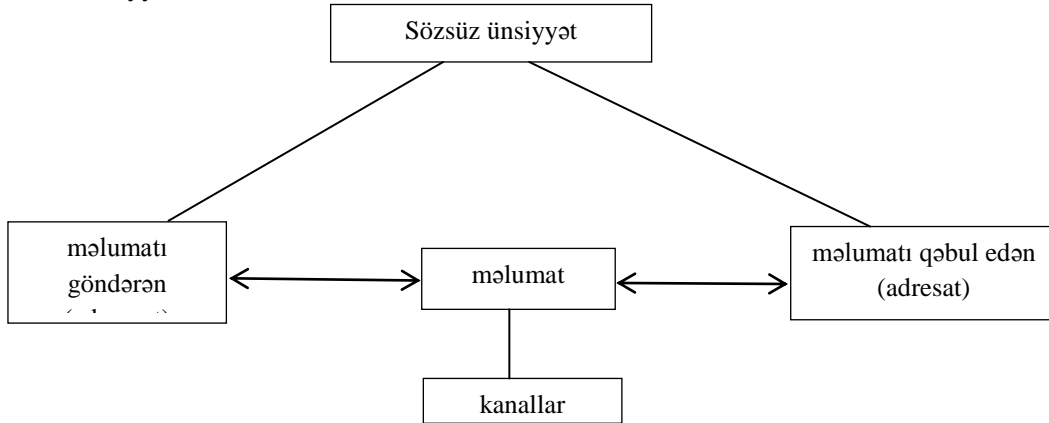 Sözsüz ünsiyyət
məlumatı
göndərən
məlumat
məlumatı qəbul edən
(adresat)
kanallar